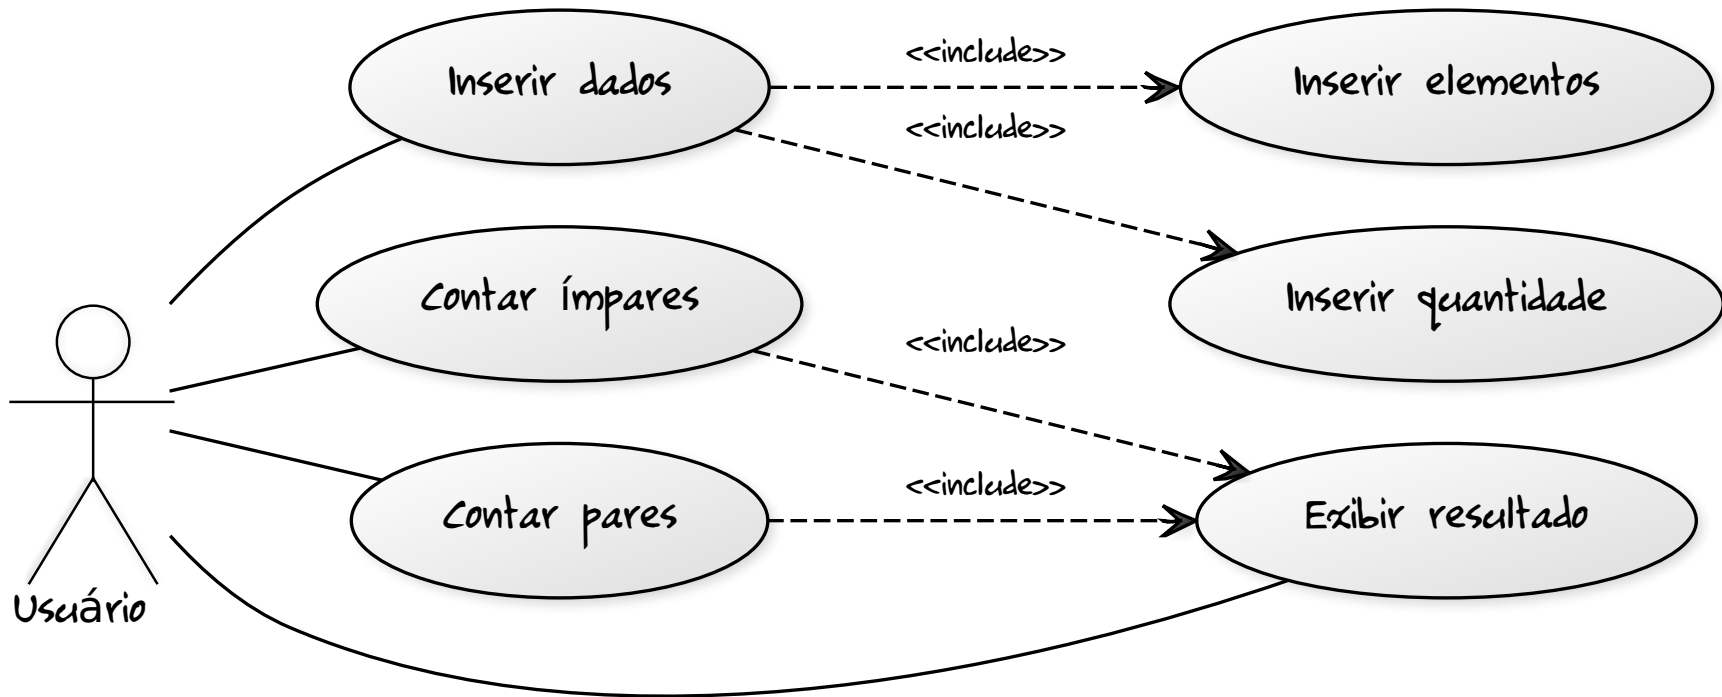 Inserir dados
<<include>>
Inserir elementos
<<include>>
Contar ímpares
Inserir quantidade
<<include>>
Contar pares
<<include>>
Exibir resultado
Usuário